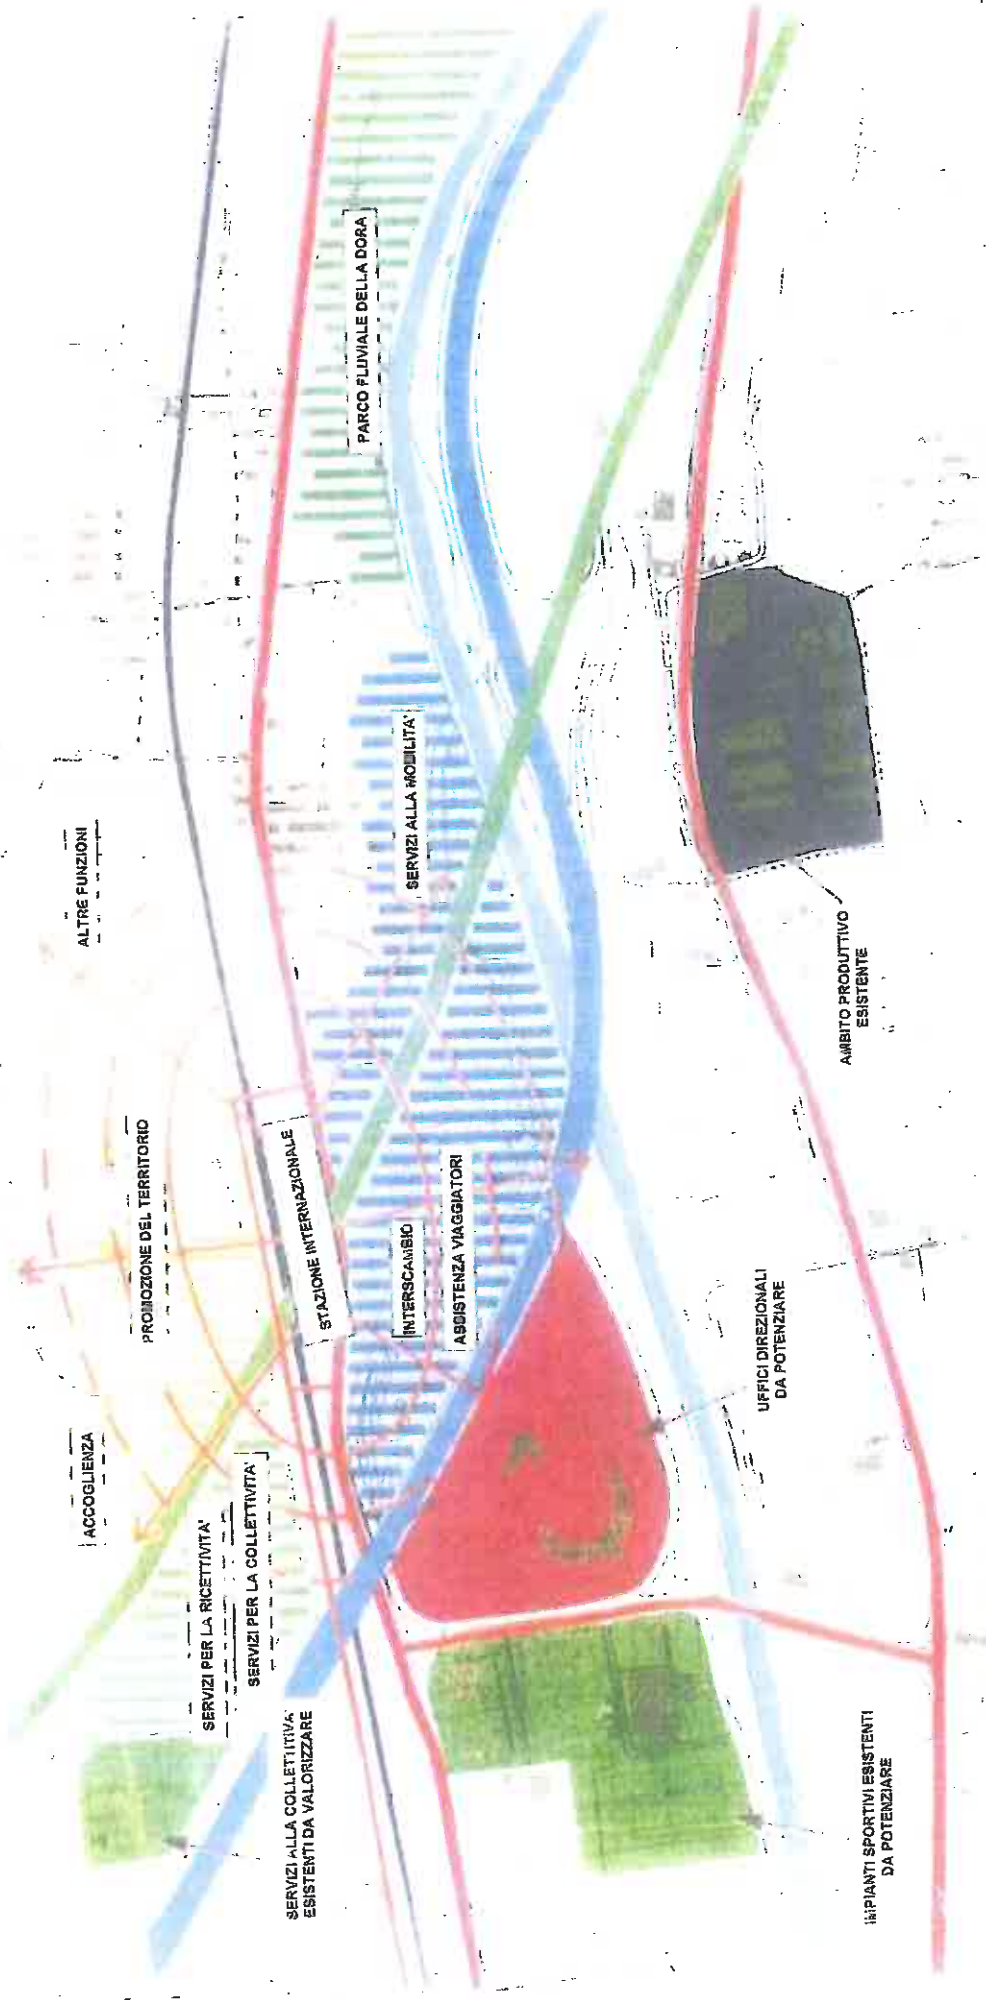 ALTRE FUNZIONI
PROMOZIONE DEL TERRITORIO
ACCOGLIENZA
SERVIZI PER LA RICETTIVITA'
SERVIZI PER LA COLLETTIVITA'
SERVIZI ALLA COLLETTIVITA'
ESISTENTI DA VALORIZZARE
STAZIONE INTERNAZIONALE
INTERSCAMBIO
ASSISTENZA VIAGGIATORI
SERVIZI ALLA MOBILITA'
PARCO FLUVIALE DELLA DORA
AMBITO PRODUTTIVO
ESISTENTE
UFFICI DIREZIONALI
DA POTENZIARE
IMPIANTI SPORTIVI ESISTENTI
DA POTENZIARE